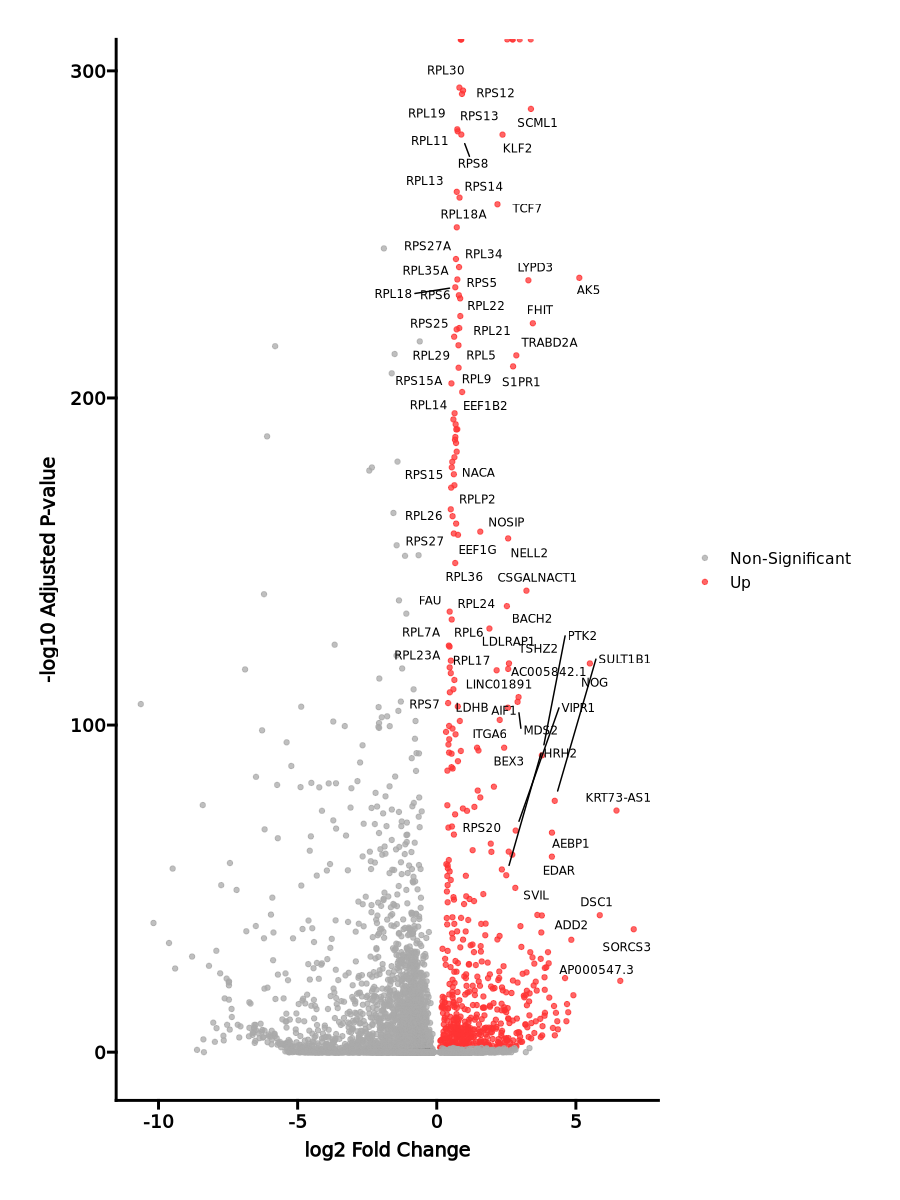 300
RPL30
RPS12
RPL19
RPS13
SCML1
RPL11
KLF2
RPS8
RPL13
RPS14
TCF7
RPL18A
RPS27A
RPL34
RPL35A
LYPD3
RPS5
AK5
RPL18
RPS6
RPL22
FHIT
RPS25
RPL21
TRABD2A
RPL29
RPL5
RPS15A
RPL9
S1PR1
200
RPL14
EEF1B2
RPS15
NACA
RPLP2
RPL26
NOSIP
RPS27
EEF1G
NELL2
RPL36
CSGALNACT1
FAU
RPL24
BACH2
RPL7A
RPL6
LDLRAP1
PTK2
TSHZ2
RPL23A
RPL17
SULT1B1
AC005842.1
LINC01891
NOG
RPS7
LDHB
AIF1
VIPR1
100
ITGA6
MDS2
BEX3
HRH2
KRT73-AS1
RPS20
AEBP1
EDAR
SVIL
DSC1
ADD2
SORCS3
AP000547.3
0
-10
-5
0
5
log2 Fold Change
-log10 Adjusted P-value
Non-Significant
Up